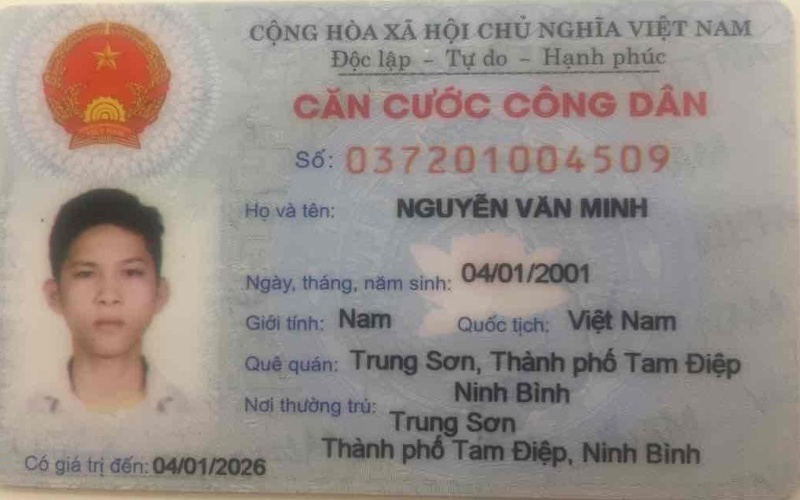 CỘNG HÒA XÃ HỘI CHỦ NGHĨA VIỆT NAM
Độc lập - Tự do - Hạnh phúc
CĂN CƯỚC CÔNG DÂN
Số: 037201004509
Họ và tên: NGUYỄN VĂN MINH
Ngày, tháng, năm sinh: 04/01/2001
Giới tính: Nam Quốc tịch: Việt Nam
Quê quán: Trung Sơn, Thành phố Tam Điệp
Ninh Bình
Nơi thường trú: Trung Sơn
Thành phố Tam Điệp, Ninh Bình
Có giá trị đến: 04/01/2026